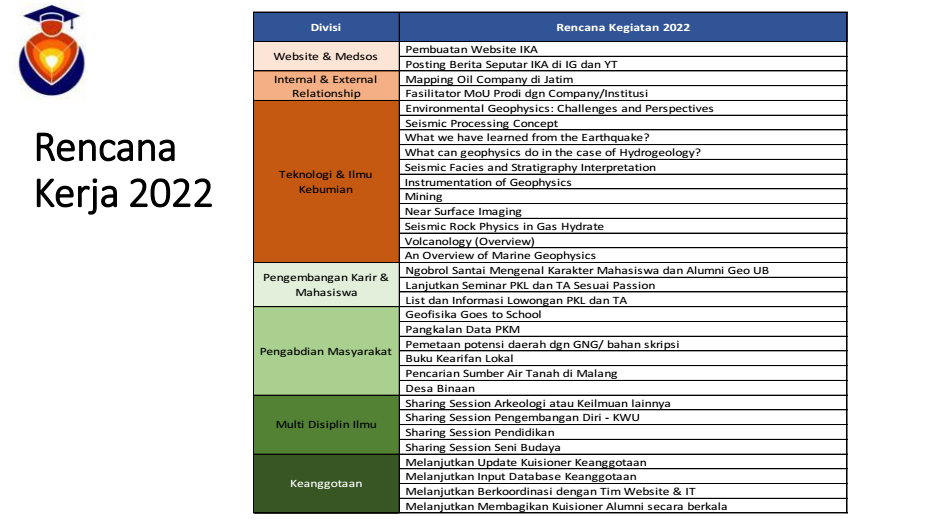 Rencana
Kerja 2022
Divisi
Rencana Kegiatan 2022
Website & Medsos
Pembuatan Website IKA
Posting Berita Seputar IKA di IG dan YT
Internal & External
Relationship
Mapping Oil Company di Jatim
Fasilitator MoU Prodi dgn Company/Institusi
Teknologi & Ilmu
Kebumian
Environmental Geophysics: Challenges and Perspectives
Seismic Processing Concept
What we have learned from the Earthquake?
What can geophysics do in the case of Hydrogeology?
Seismic Facies and Stratigraphy Interpretation
Instrumentation of Geophysics
Mining
Near Surface Imaging
Seismic Rock Physics in Gas Hydrate
Volcanology (Overview)
An Overview of Marine Geophysics
Pengembangan Karir &
Mahasiswa
Ngobrol Santai Mengenal Karakter Mahasiswa dan Alumni Geo UB
Lanjutkan Seminar PKL dan TA Sesuai Passion
List dan Informasi Lowongan PKL dan TA
Pengabdian Masyarakat
Geofisika Goes to School
Pangkalan Data PKM
Pemetaan potensi daerah dgn GNG/ bahan skripsi
Buku Kearifan Lokal
Pencarian Sumber Air Tanah di Malang
Desa Binaan
Multi Disiplin Ilmu
Sharing Session Arkeologi atau Keilmuan lainnya
Sharing Session Pengembangan Diri - KWU
Sharing Session Pendidikan
Sharing Session Seni Budaya
Keanggotaan
Melanjutkan Update Kuisioner Keanggotaan
Melanjutkan Input Database Keanggotaan
Melanjutkan Berkoordinasi dengan Tim Website & IT
Melanjutkan Membagikan Kuisioner Alumni secara berkala